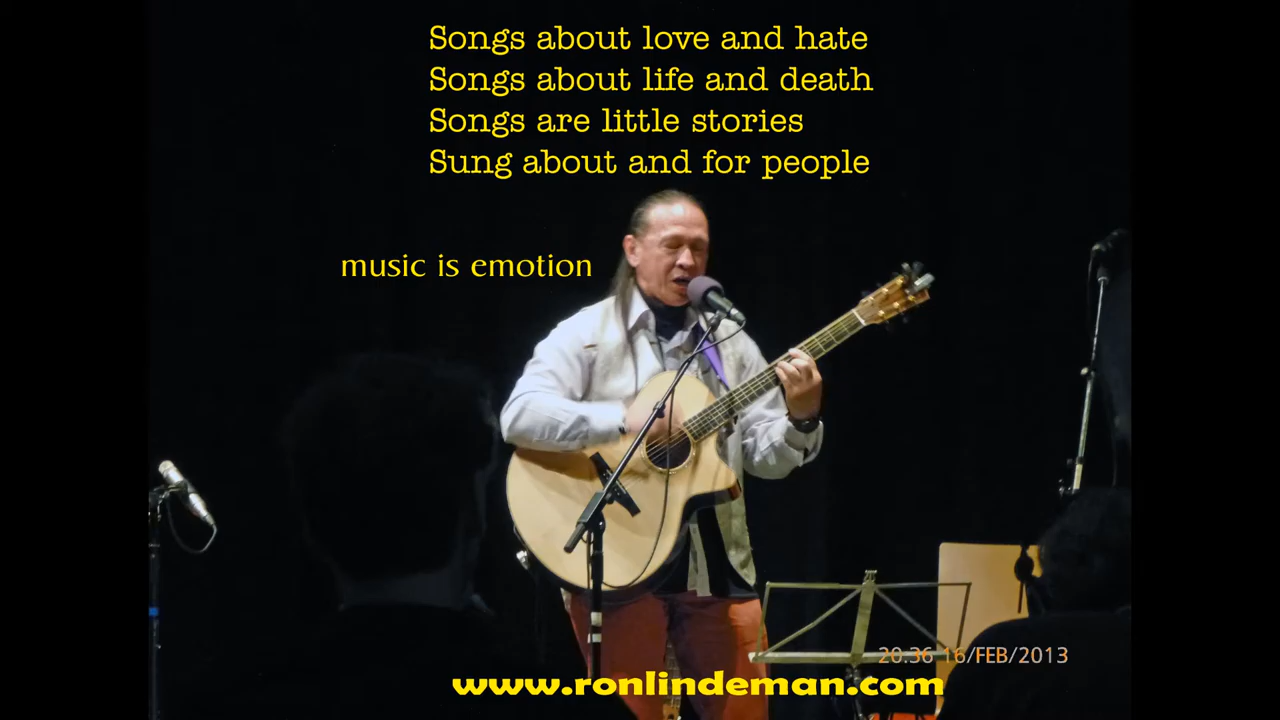 Songs about love and hate
Songs about life and death
Songs are little stories
Sung about and for people
music is emotion
20.36 16/FEB/2013
www.ronlindeman.com